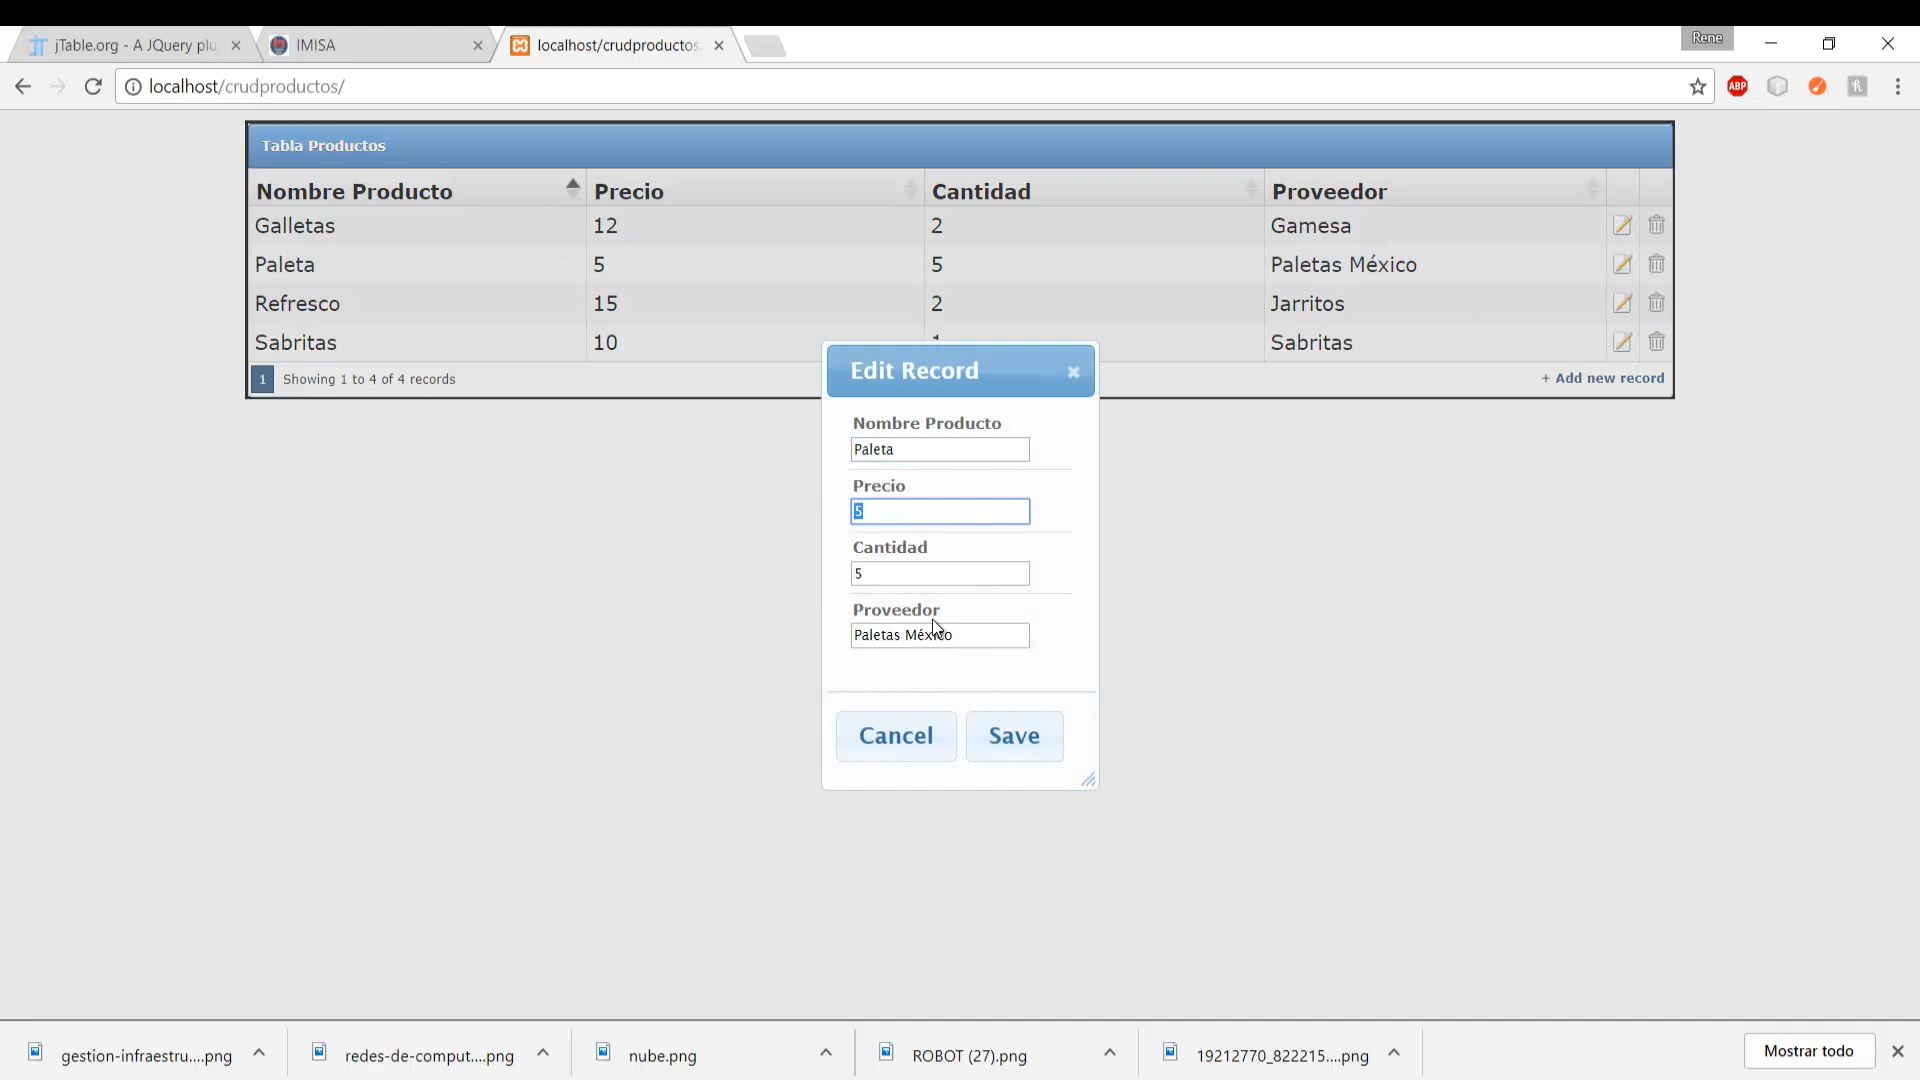 jTable.org - A JQuery plu
IMISA
localhost/crudproductos
Rene
localhost/crudproductos/
ABP
Tabla Productos
Nombre Producto Precio Cantidad Proveedor
Galletas 12 2 Gamesa
Paleta 5 5 Paletas México
Refresco 15 2 Jarritos
Sabritas 10 Sabritas
1 Showing 1 to 4 of 4 records
+ Add new record
Edit Record
Nombre Producto
Paleta
Precio
5
Cantidad
5
Proveedor
Paletas México
Cancel Save
gestion-infraestru....png
redes-de-comput....png
nube.png
ROBOT (27).png
19212770_822215....png
Mostrar todo